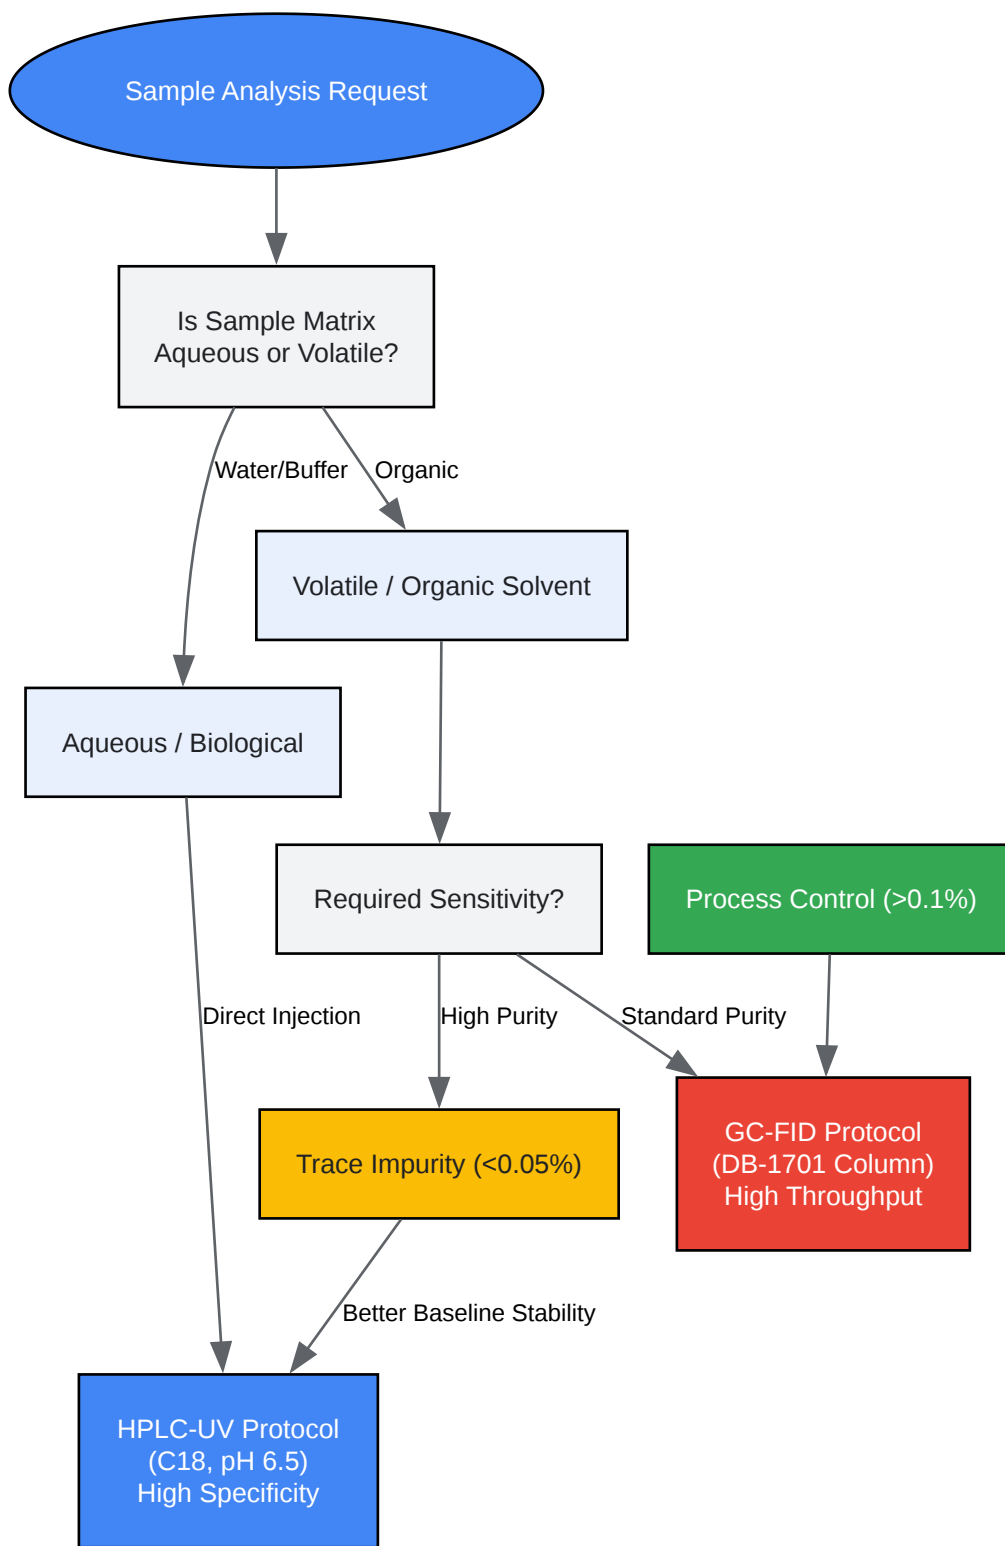 Sample Analysis Request
Is Sample Matrix
Aqueous or Volatile?
Water/Buffer
Organic
Volatile / Organic Solvent
Aqueous / Biological
Required Sensitivity?
Process Control (>0.1%)
Direct Injection
High Purity
Standard Purity
Trace Impurity (<0.05%)
GC-FID Protocol
(DB-1701 Column)
High Throughput
Better Baseline Stability
HPLC-UV Protocol
(C18, pH 6.5)
High Specificity